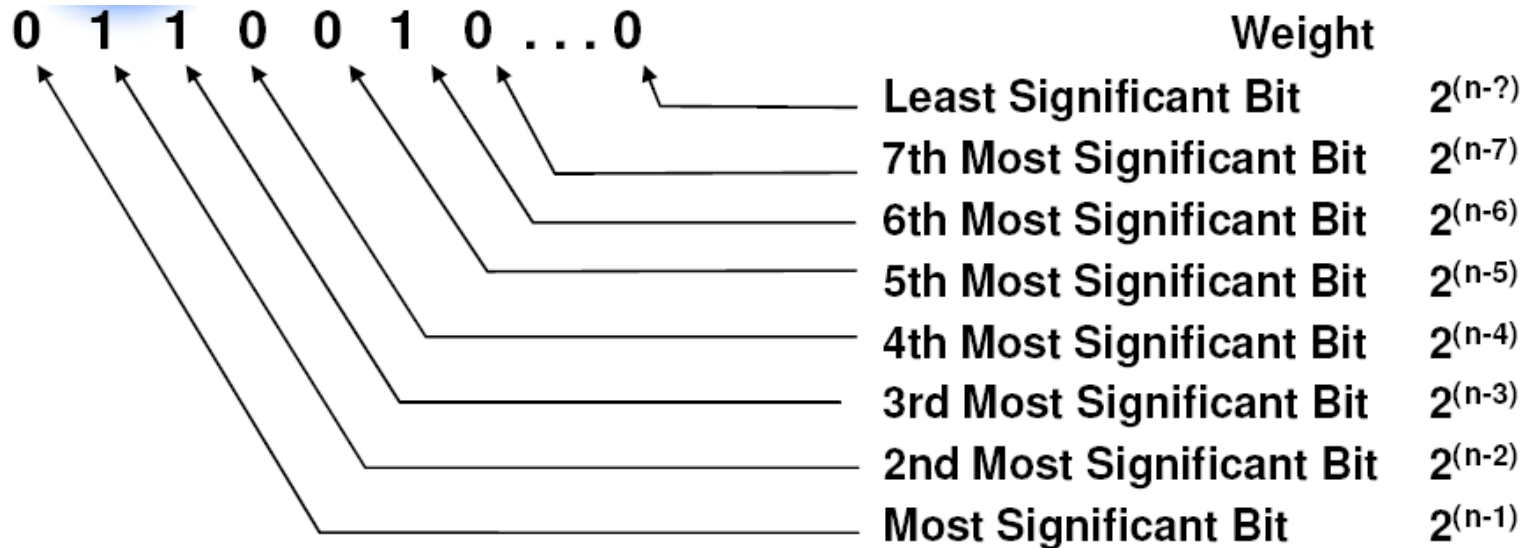 0 1 1 0 0 1 0 . . . 0 Weight
Least Significant Bit 2(n-?)
7th Most Significant Bit 2(n-7)
6th Most Significant Bit 2(n-6)
5th Most Significant Bit 2(n-5)
4th Most Significant Bit 2(n-4)
3rd Most Significant Bit 2(n-3)
2nd Most Significant Bit 2(n-2)
Most Significant Bit 2(n-1)